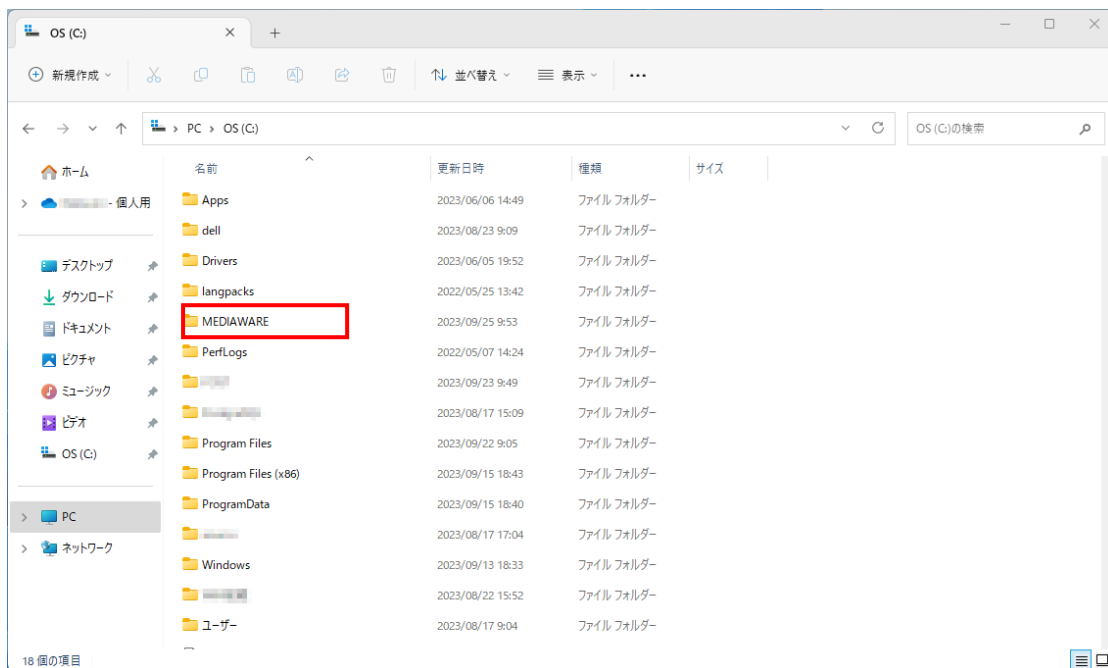 OS (C:)
新規作成 並べ替え 表示
PC > OS (C:) OS (C:)の検索
名前 更新日時 種類 サイズ
ホーム
- 個人用
デスクトップ
ダウンロード
ドキュメント
ピクチャ
ミュージック
ビデオ
OS (C:)
PC
ネットワーク
Apps 2023/06/06 14:49 ファイル フォルダー
dell 2023/08/23 9:09 ファイル フォルダー
Drivers 2023/06/05 19:52 ファイル フォルダー
langpacks 2022/05/25 13:42 ファイル フォルダー
MEDIAWARE 2023/09/25 9:53 ファイル フォルダー
PerfLogs 2022/05/07 14:24 ファイル フォルダー
2023/09/23 9:49 ファイル フォルダー
2023/08/17 15:09 ファイル フォルダー
Program Files 2023/09/22 9:05 ファイル フォルダー
Program Files (x86) 2023/09/15 18:43 ファイル フォルダー
ProgramData 2023/09/15 18:40 ファイル フォルダー
2023/08/17 17:04 ファイル フォルダー
Windows 2023/09/13 18:33 ファイル フォルダー
2023/08/22 15:52 ファイル フォルダー
ユーザー 2023/08/17 9:04 ファイル フォルダー
18 個の項目